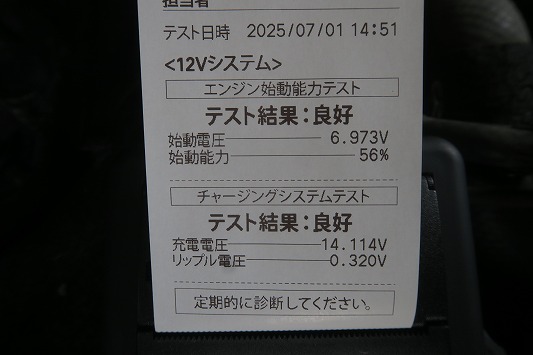 担当者
テスト日時 2025/07/01 14:51
<12Vシステム>
エンジン始動能力テスト
テスト結果:良好
始動電圧 6.973V
始動能力 56%
チャージングシステムテスト
テスト結果:良好
充電電圧 14.114V
リップル電圧 0.320V
定期的に診断してください。